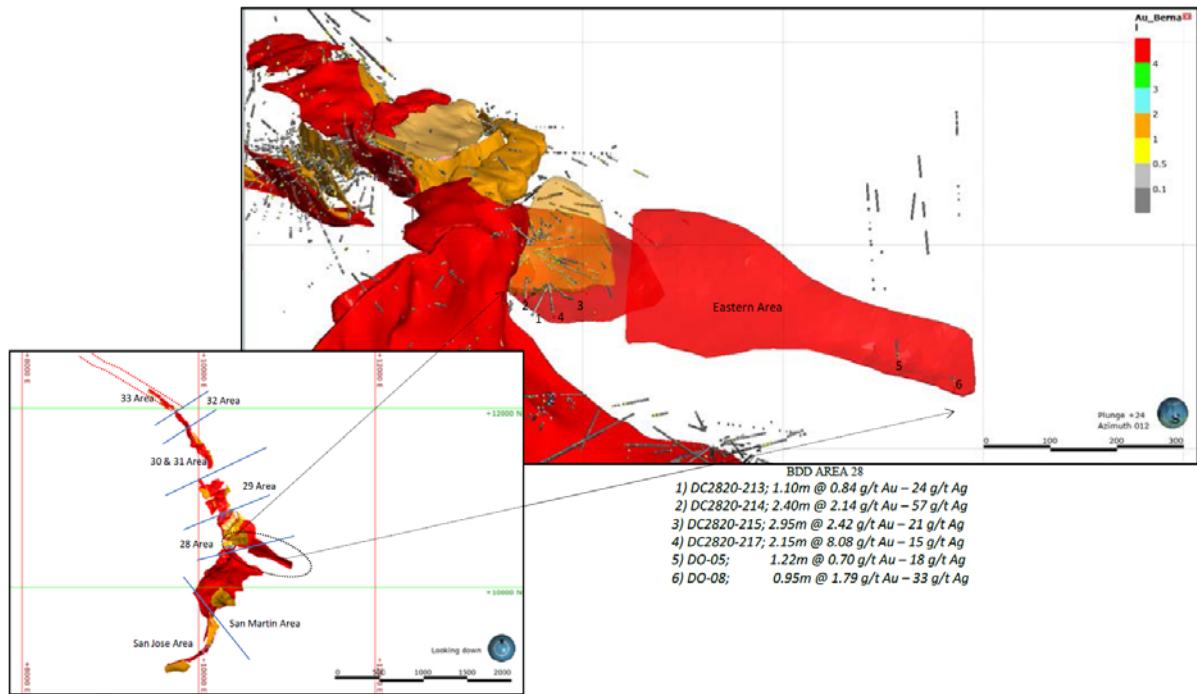 Au_Berna
l
4
3
2
1
0.5
0.1
Eastern Area
2
3
1
4
5
6
Plunge +24
Azimuth 012
S
0
100
200
300
+8000 E
+10000 E
+12000 E
33 Area
32 Area
+12000 N
30 & 31 Area
29 Area
28 Area
+10000 N
San Martin Area
San Jose Area
Looking down
0
500
1000
1500
2000
+8000 E
+10000 E
BDD AREA 28
1) DC2820-213; 1.10m @ 0.84 g/t Au – 24 g/t Ag
2) DC2820-214; 2.40m @ 2.14 g/t Au – 57 g/t Ag
3) DC2820-215; 2.95m @ 2.42 g/t Au – 21 g/t Ag
4) DC2820-217; 2.15m @ 8.08 g/t Au – 15 g/t Ag
5) DO-05; 1.22m @ 0.70 g/t Au – 18 g/t Ag
6) DO-08; 0.95m @ 1.79 g/t Au – 33 g/t Ag